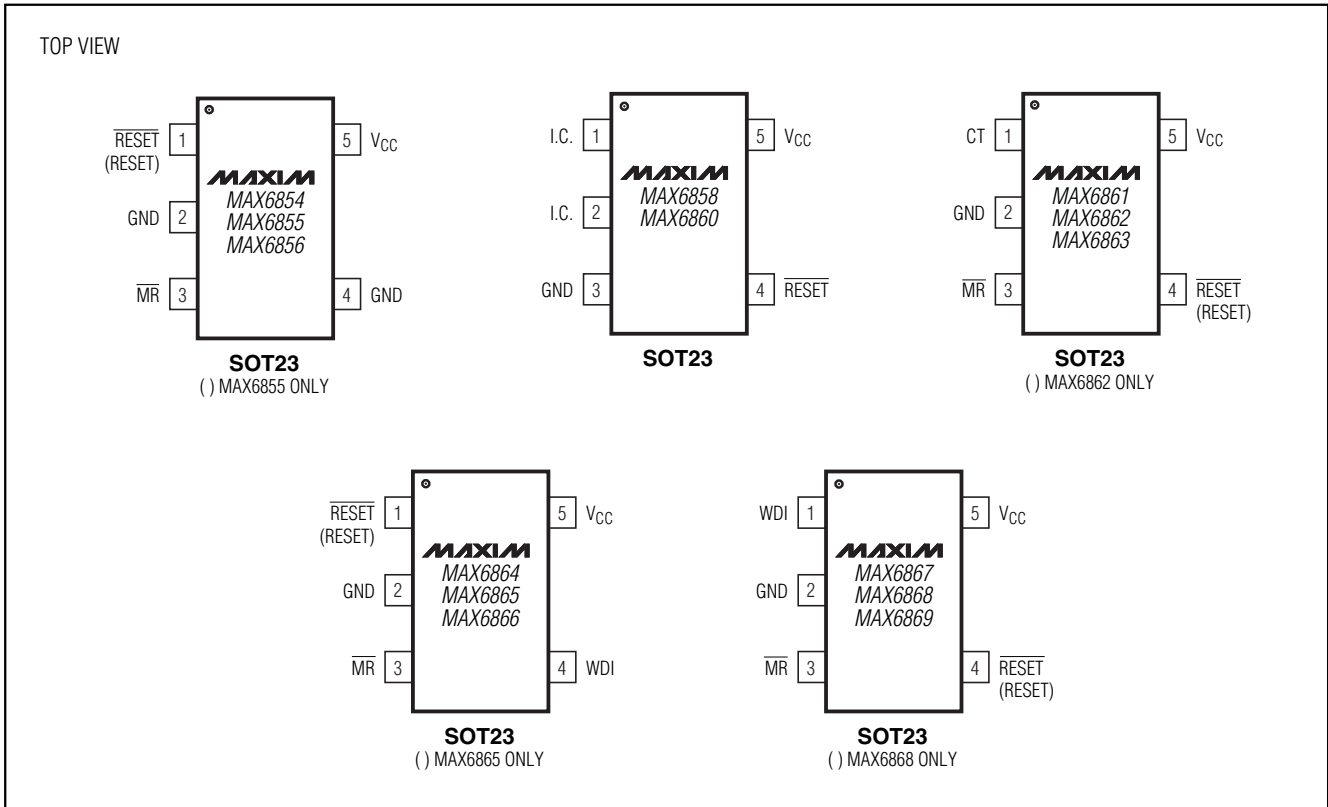 TOP VIEW
RESET
(RESET)
1
GND
2
MR
3
MAXIM
MAX6854
MAX6855
MAX6856
5
VCC
4
GND
SOT23
( ) MAX6855 ONLY
I.C.
1
I.C.
2
GND
3
MAXIM
MAX6858
MAX6860
5
VCC
4
RESET
SOT23
CT
1
GND
2
MR
3
MAXIM
MAX6861
MAX6862
MAX6863
5
VCC
4
RESET
(RESET)
SOT23
( ) MAX6862 ONLY
RESET
(RESET)
1
GND
2
MR
3
MAXIM
MAX6864
MAX6865
MAX6866
5
VCC
4
WDI
SOT23
( ) MAX6865 ONLY
WDI
1
GND
2
MR
3
MAXIM
MAX6867
MAX6868
MAX6869
5
VCC
4
RESET
(RESET)
SOT23
( ) MAX6868 ONLY